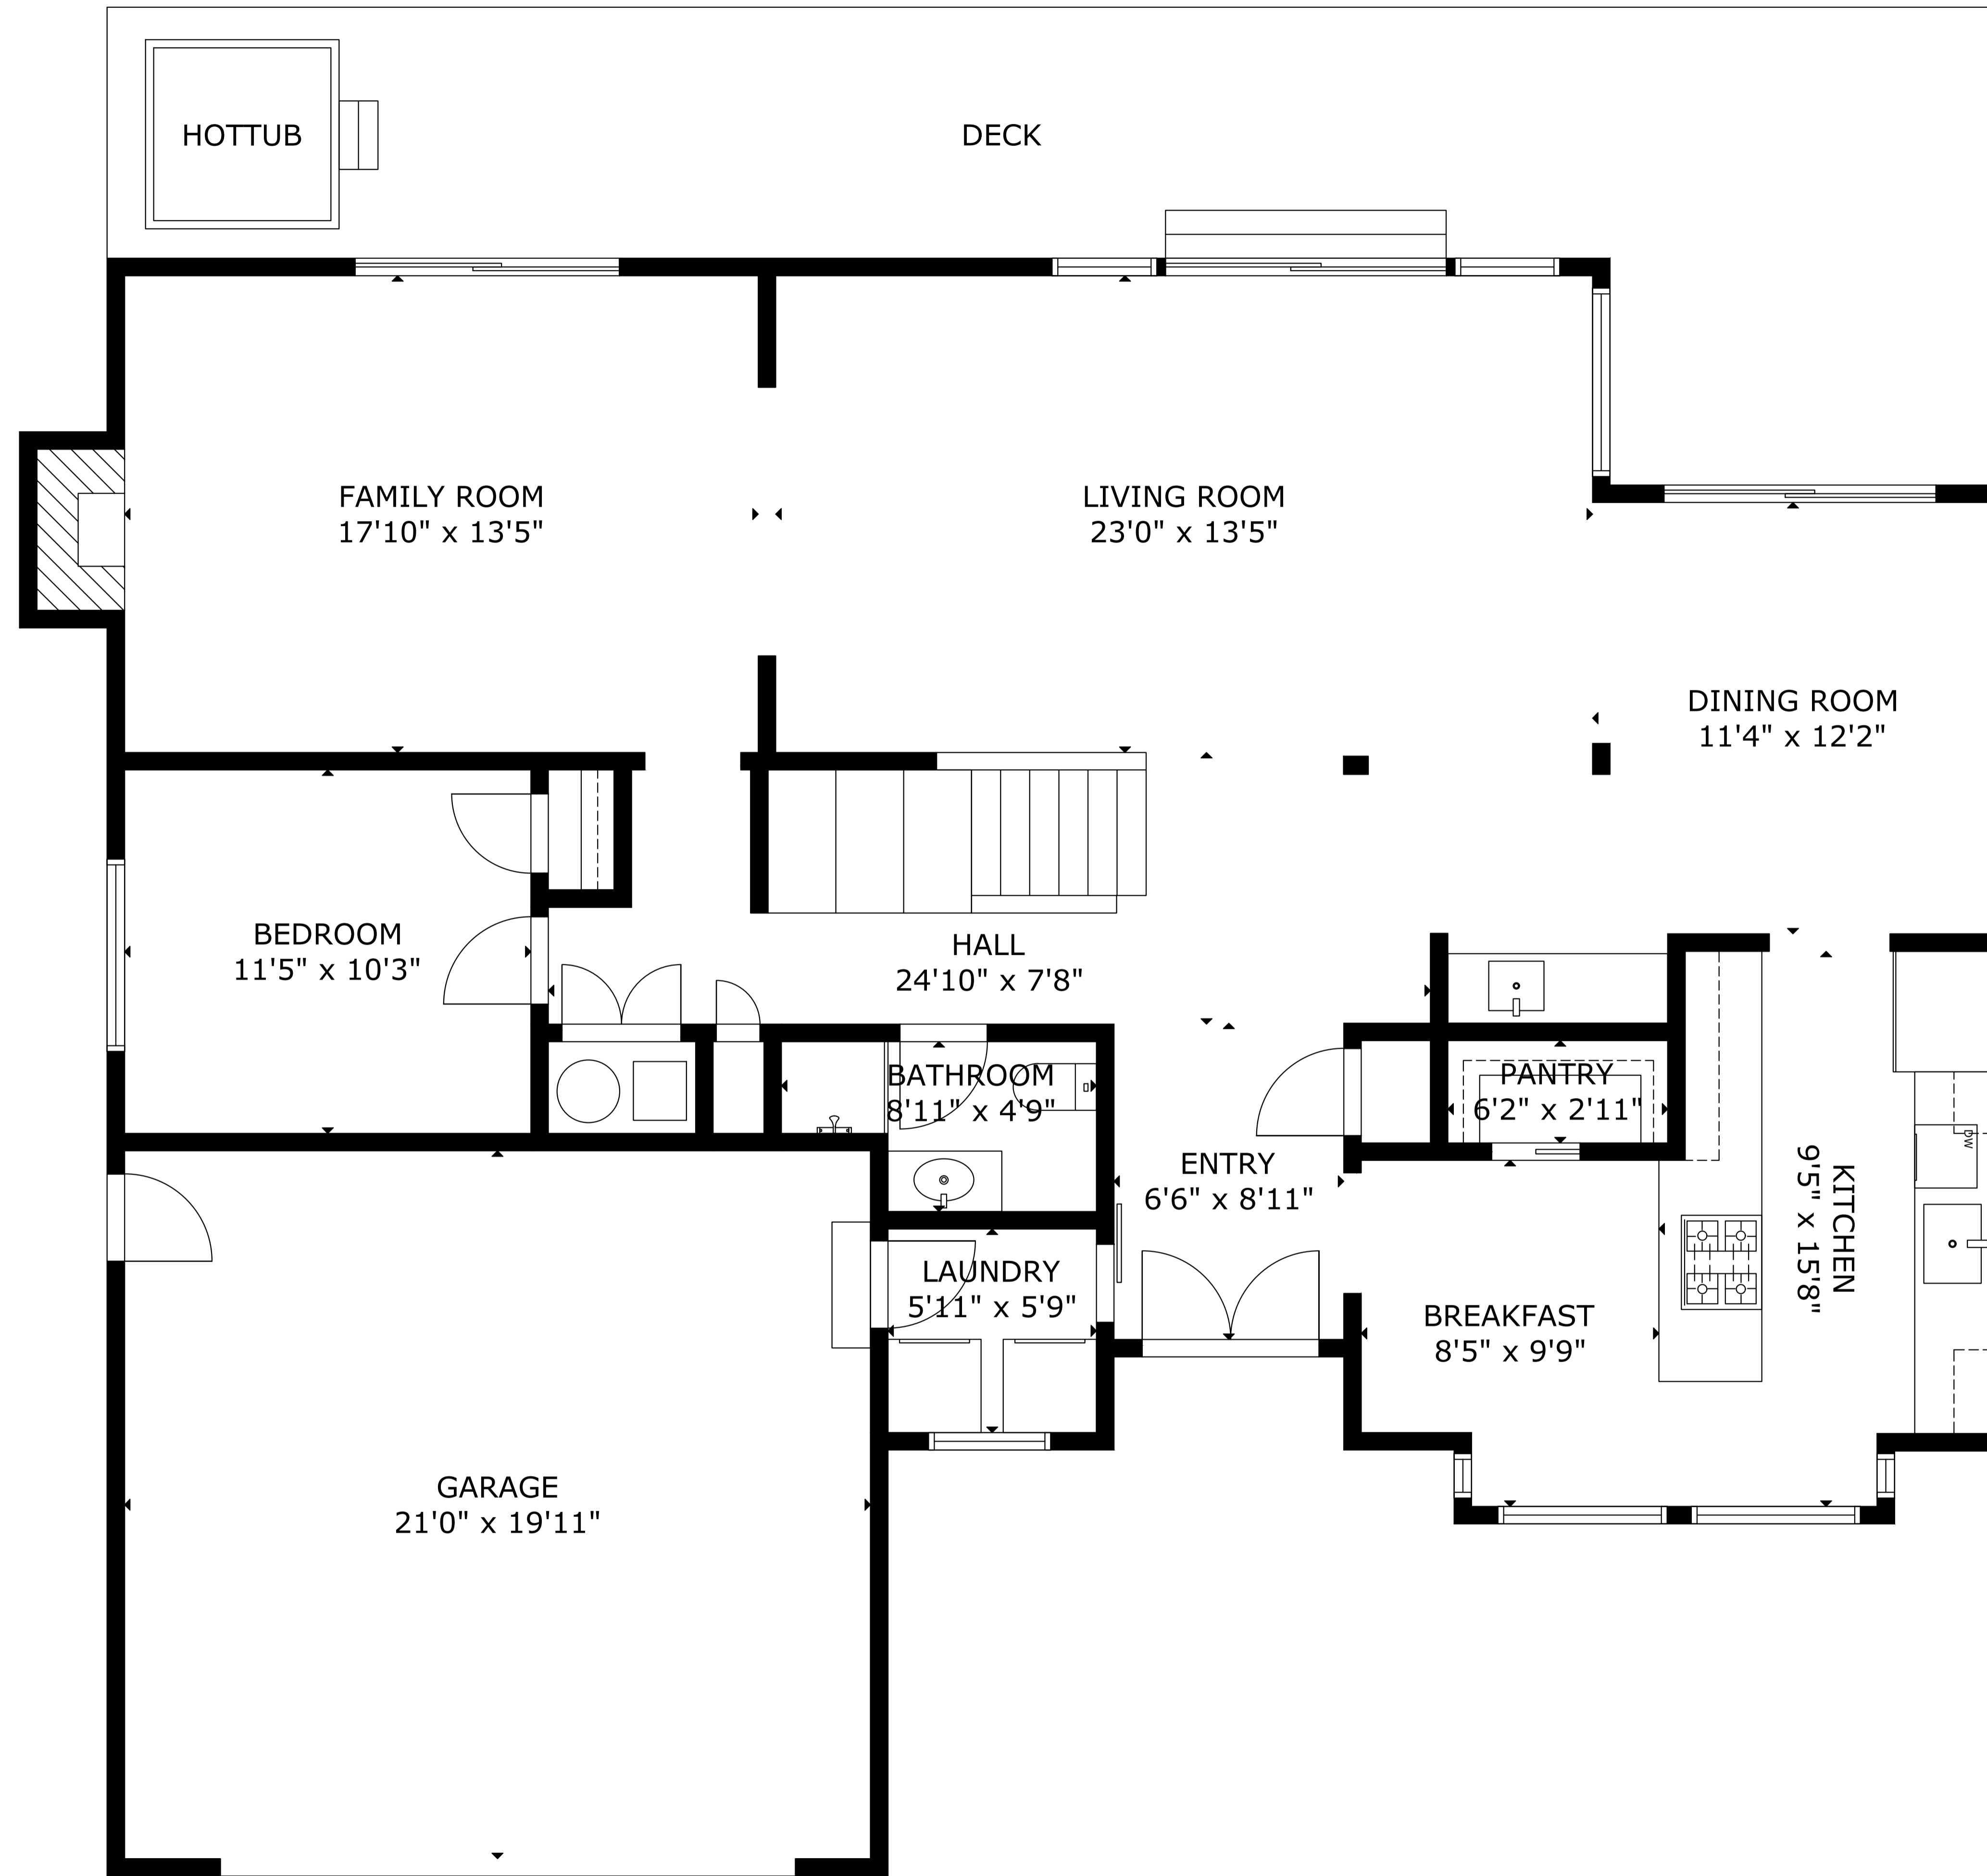 HOTTUB
DECK
FAMILY ROOM
17'10" x 13'5"
LIVING ROOM
23'0" x 13'5"
DINING ROOM
11'4" x 12'2"
BEDROOM
11'5" x 10'3"
HALL
24'10" x 7'8"
BATHROOM
8'11" x 4'9"
PANTRY
6'2" x 2'11"
DW
ENTRY
6'6" x 8'11"
KITCHEN
9'5" x 15'8"
LAUNDRY
5'11" x 5'9"
BREAKFAST
8'5" x 9'9"
GARAGE
21'0" x 19'11"